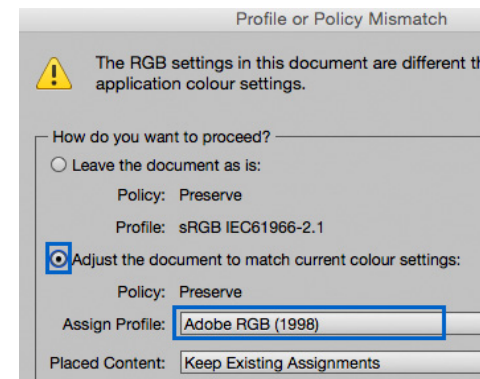 Profile or Policy Mismatch
The RGB settings in this document are different
application colour settings.
How do you want to proceed?
Leave the document as is:
Policy: Preserve
Profile: sRGB IEC61966-2.1
Adjust the document to match current colour settings:
Policy: Preserve
Assign Profile: Adobe RGB (1998)
Placed Content: Keep Existing Assignments